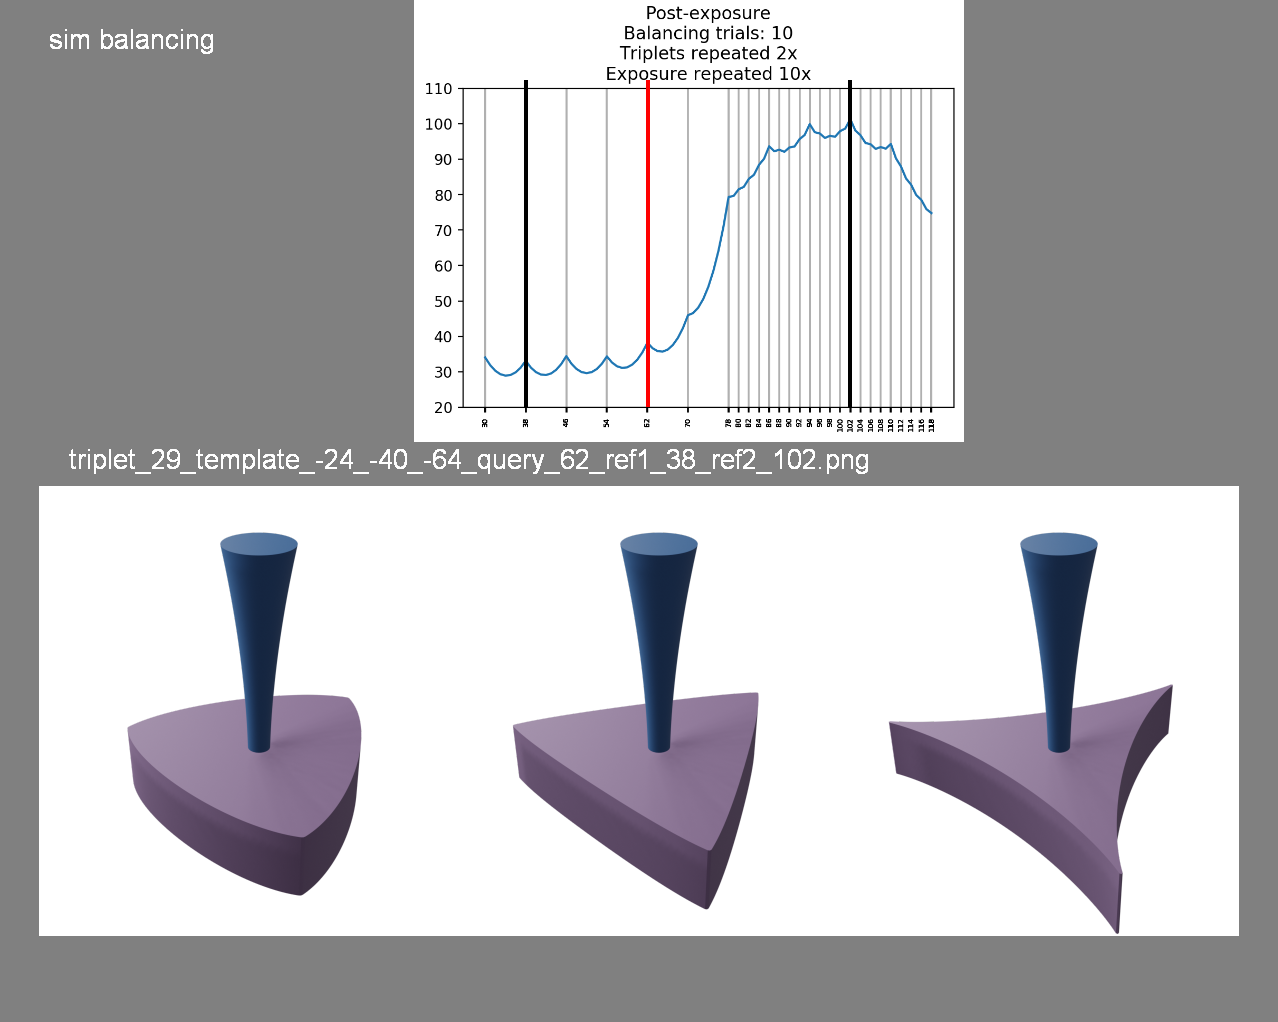 sim balancing
Post-exposure
Balancing trials: 10
Triplets repeated 2x
Exposure repeated 10x
110
100
90
80
70
60
50
40
30
20
30 38 46 54 62 70 78 80 82 84 86 88 90 92 94 96 98 100 102 104 106 108 110 112 114 116 118
triplet_29_template_-24_-40_-64_query_62_ref1_38_ref2_102.png